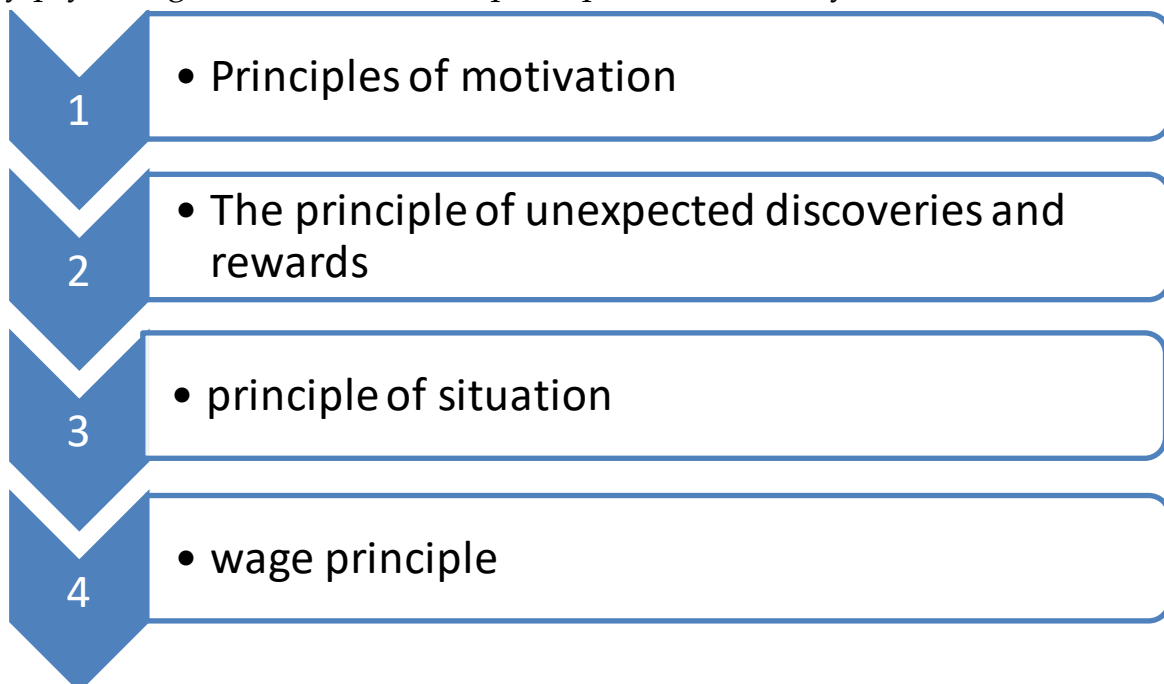 1
• Principles of motivation
2
• The principle of unexpected discoveries and
rewards
3
• principle of situation
4
• wage principle